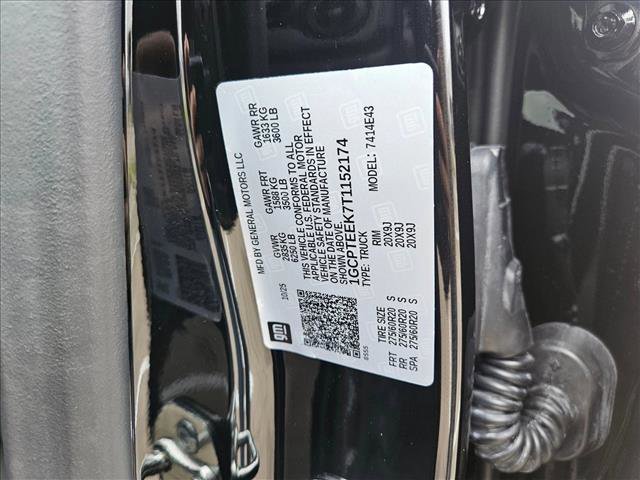 gm
MFD BY GENERAL MOTORS LLC
10/25
GVWR GAWR FRT GAWR RR
2835 KG 1588 KG 1633 KG
6250 LB 3500 LB 3600 LB
THIS VEHICLE CONFORMS TO ALL
APPLICABLE U.S. FEDERAL MOTOR
VEHICLE SAFETY STANDARDS IN EFFECT
ON THE DATE OF MANUFACTURE
SHOWN ABOVE.
1GCPTEEK7T1152174
TYPE: TRUCK MODEL: 7414E43
TIRE SIZE RIM
FRT 275/60R20 S 20X9J
RR 275/60R20 S 20X9J
SPA 275/60R20 S 20X9J